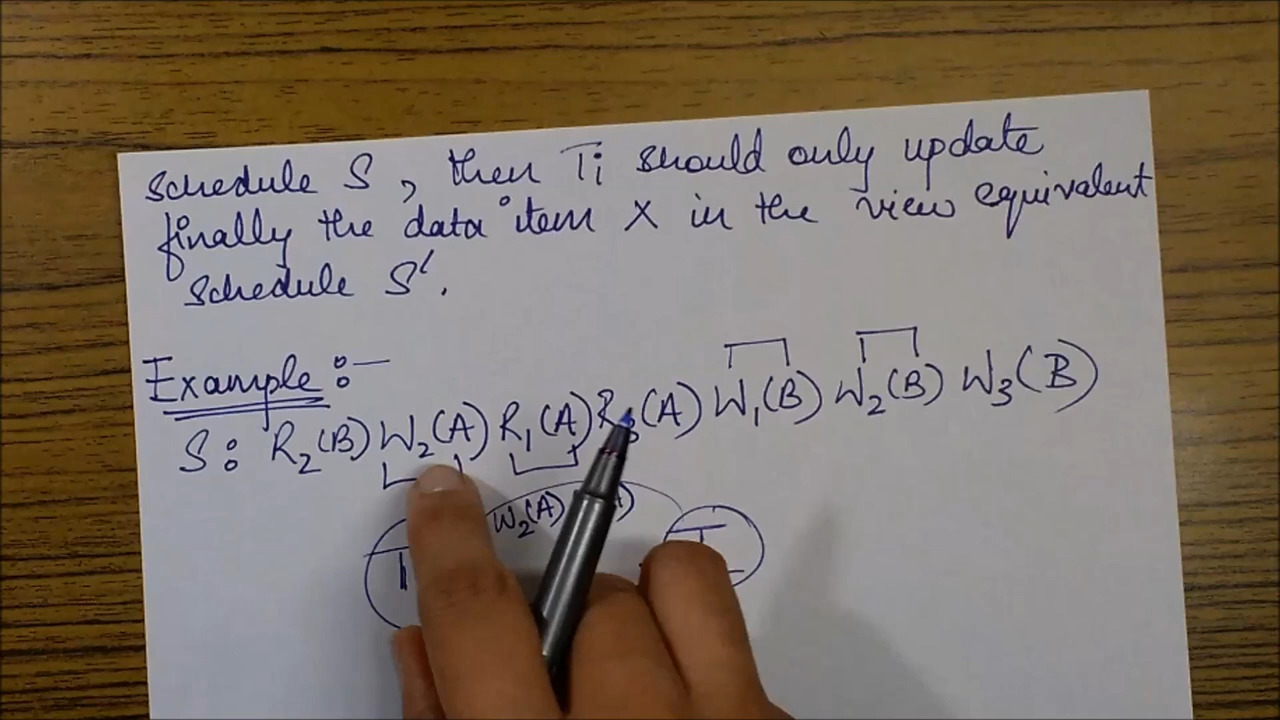 schedule S, then Ti should only update
finally the data item X in the view equivalent
schedule S'.
Example :-
S: R2(B) W2(A) R1(A) R3(A) W1(B) W2(B) W3(B)
W2(A)